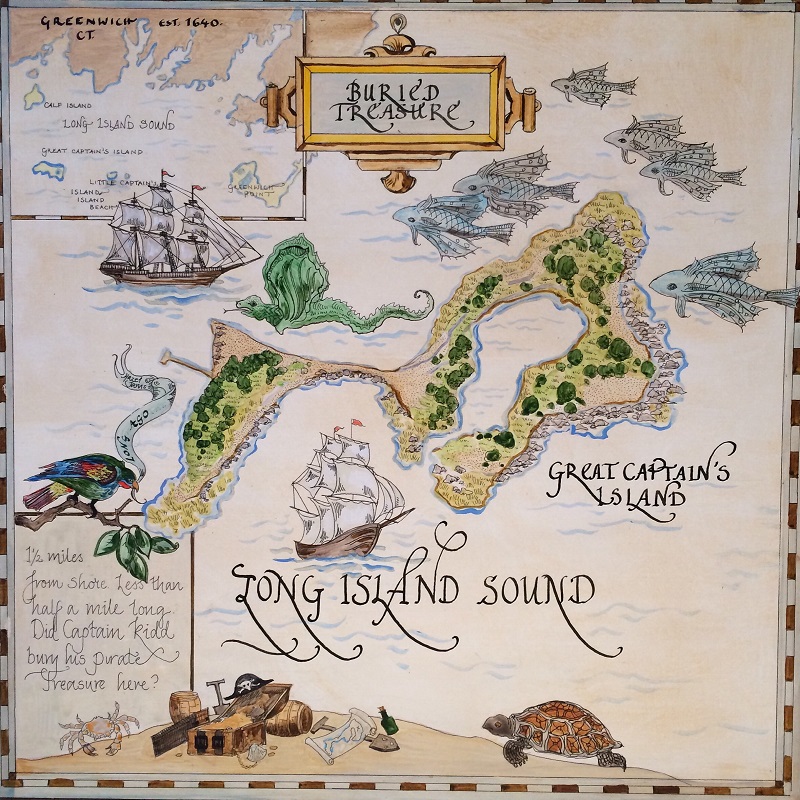 GREENWICH EST. 1640.
CT.
CALF ISLAND
LONG ISLAND SOUND
GREAT CAPTAIN'S ISLAND
LITTLE CAPTAIN'S
ISLAND
ISLAND
BEACH
GREENWICH
POINT
BURIED
TREASURE
LONG AGO
GREAT CAPTAIN'S
ISLAND
LONG ISLAND SOUND
1½ miles
from shore. Less than
half a mile long.
Did Captain Kidd
bury his pirate
Treasure here?